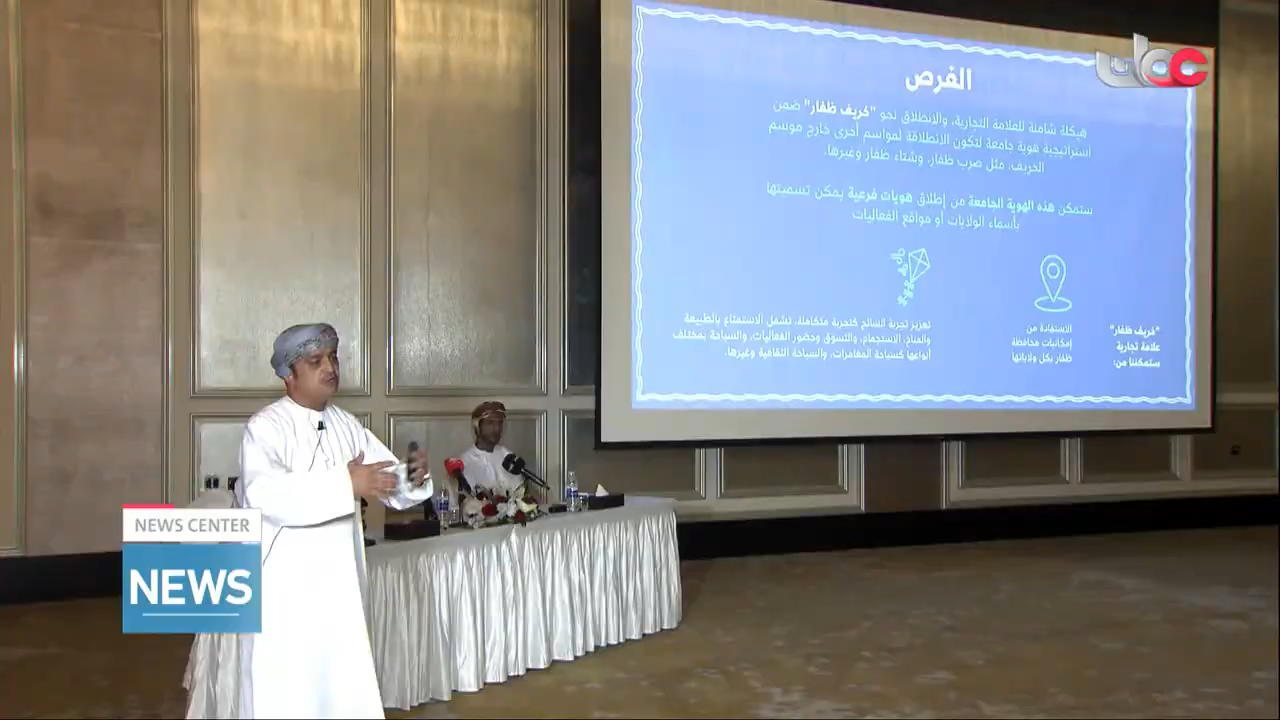 الفرص
هيكلة شاملة للعلامة التجارية، والانطلاق نحو "خريف ظفار" ضمن
استراتيجية هوية جامعة لتكون الانطلاقة لمواسم أخرى خارج موسم
الخريف، مثل صرب ظفار، وشتاء ظفار وغيرها.
ستمكن هذه الهوية الجامعة من إطلاق هويات فرعية يمكن تسميتها
بأسماء الولايات أو مواقع الفعاليات
"خريف ظفار"
علامة تجارية
ستمكننا من:
الاستفادة من
إمكانيات محافظة
ظفار بكل ولاياتها
تعزيز تجربة السائح كتجربة متكاملة، تشمل الاستمتاع بالطبيعة
والمناخ، الاستجمام، والتسوق وحضور الفعاليات، والسياحة بمختلف
أنواعها كسياحة المغامرات، والسياحة الثقافية وغيرها.
NEWS CENTER
NEWS